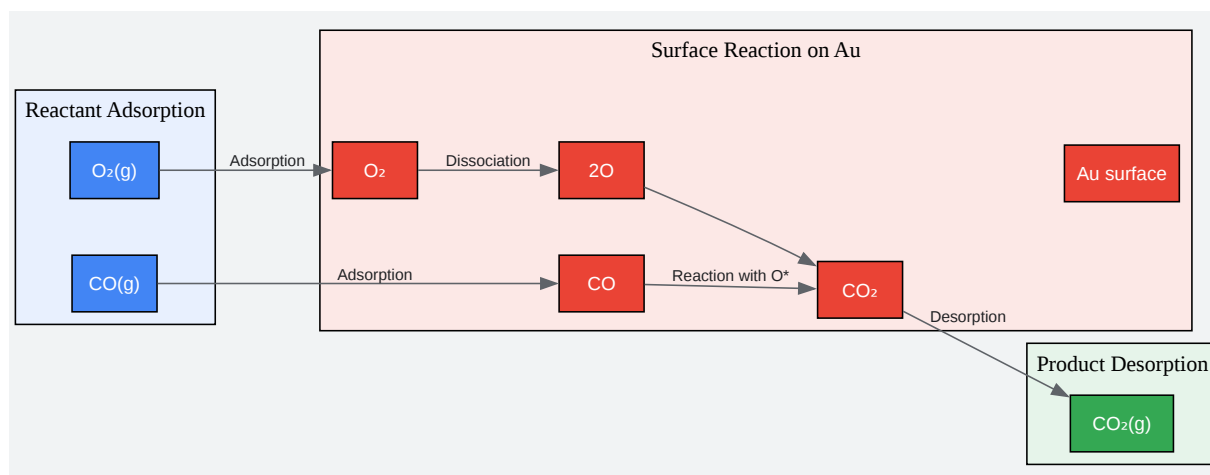 Surface Reaction on Au
Reactant Adsorption
O₂(g)
Adsorption
O₂
Dissociation
2O
Au surface
CO(g)
Adsorption
CO
Reaction with O*
CO₂
Desorption
Product Desorption
CO₂(g)